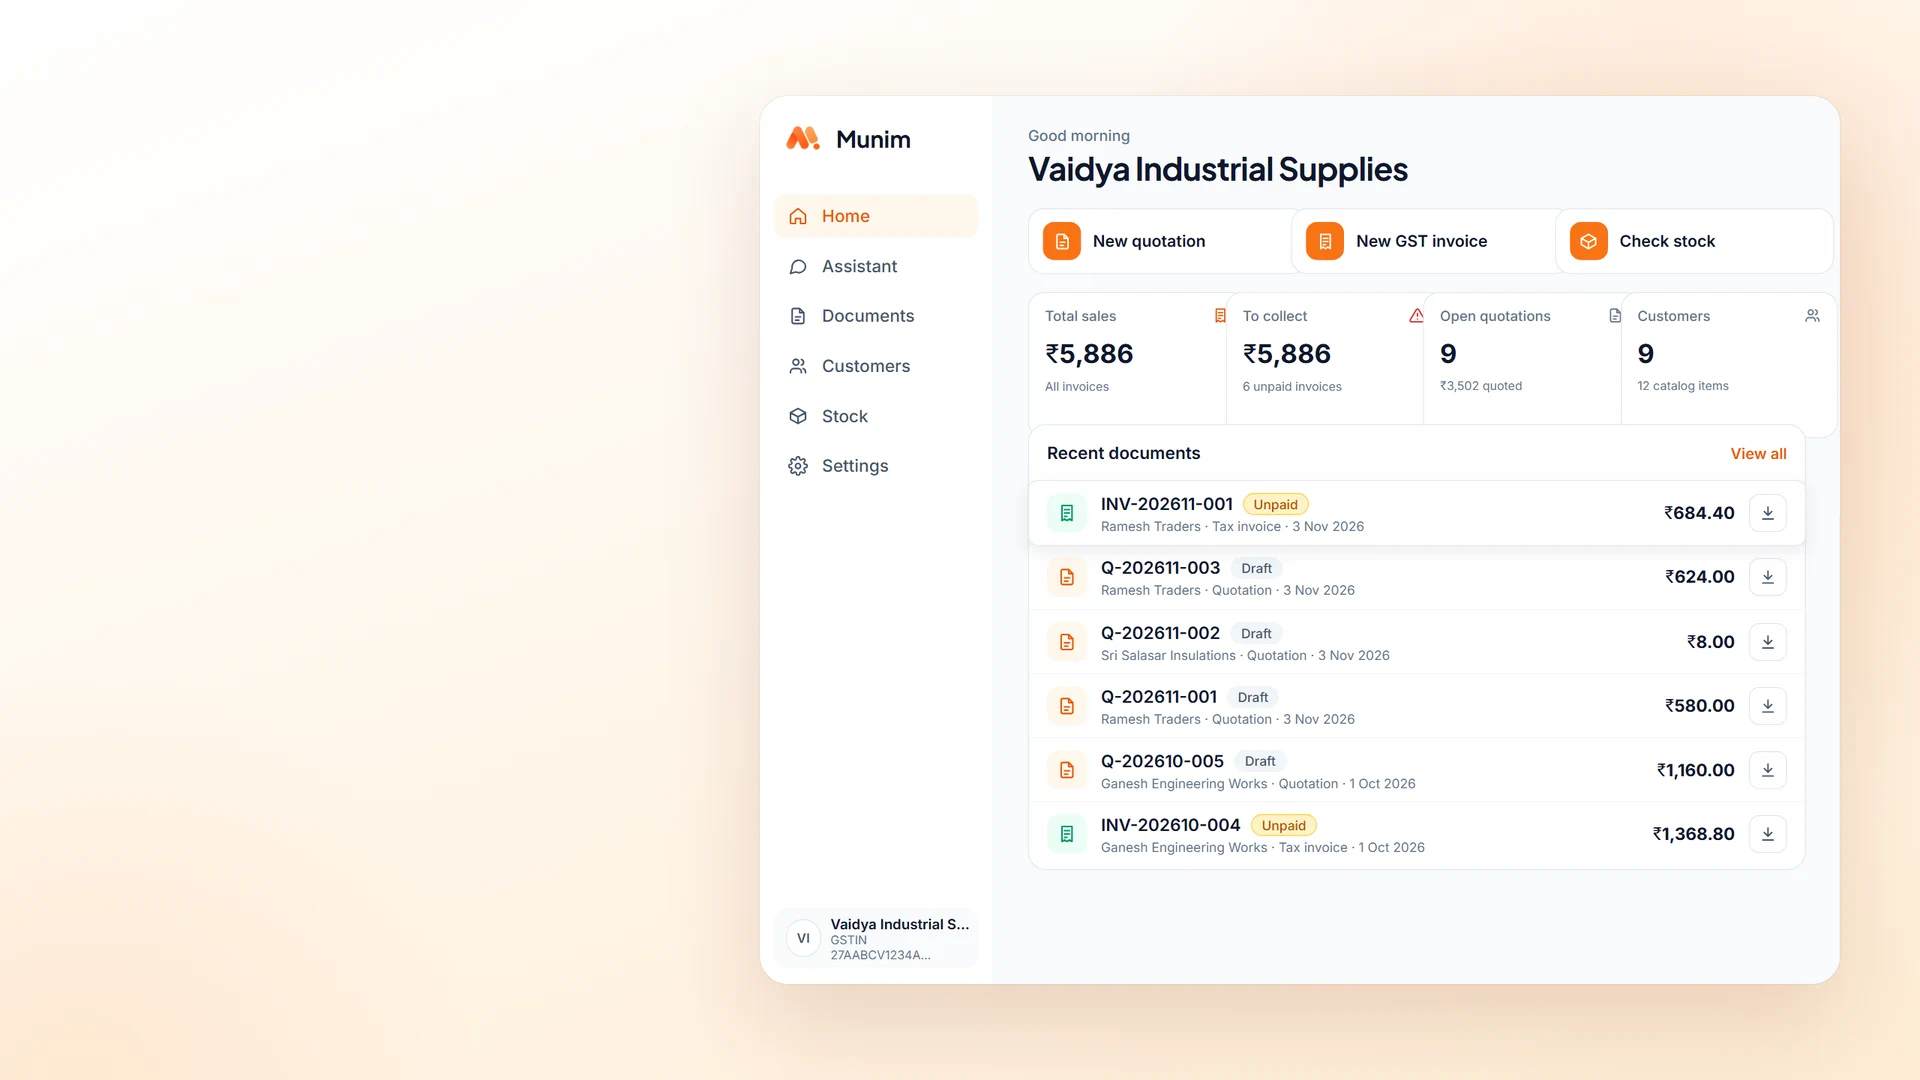 Munim
Home
Assistant
Documents
Customers
Stock
Settings
VI
Vaidya Industrial S...
GSTIN
27AABCV1234A...
Good morning
Vaidya Industrial Supplies
New quotation
New GST invoice
Check stock
Total sales
₹5,886
All invoices
To collect
₹5,886
6 unpaid invoices
Open quotations
9
₹3,502 quoted
Customers
9
12 catalog items
Recent documents
View all
INV-202611-001 Unpaid
Ramesh Traders · Tax invoice · 3 Nov 2026
₹684.40
Q-202611-003 Draft
Ramesh Traders · Quotation · 3 Nov 2026
₹624.00
Q-202611-002 Draft
Sri Salasar Insulations · Quotation · 3 Nov 2026
₹8.00
Q-202611-001 Draft
Ramesh Traders · Quotation · 3 Nov 2026
₹580.00
Q-202610-005 Draft
Ganesh Engineering Works · Quotation · 1 Oct 2026
₹1,160.00
INV-202610-004 Unpaid
Ganesh Engineering Works · Tax invoice · 1 Oct 2026
₹1,368.80